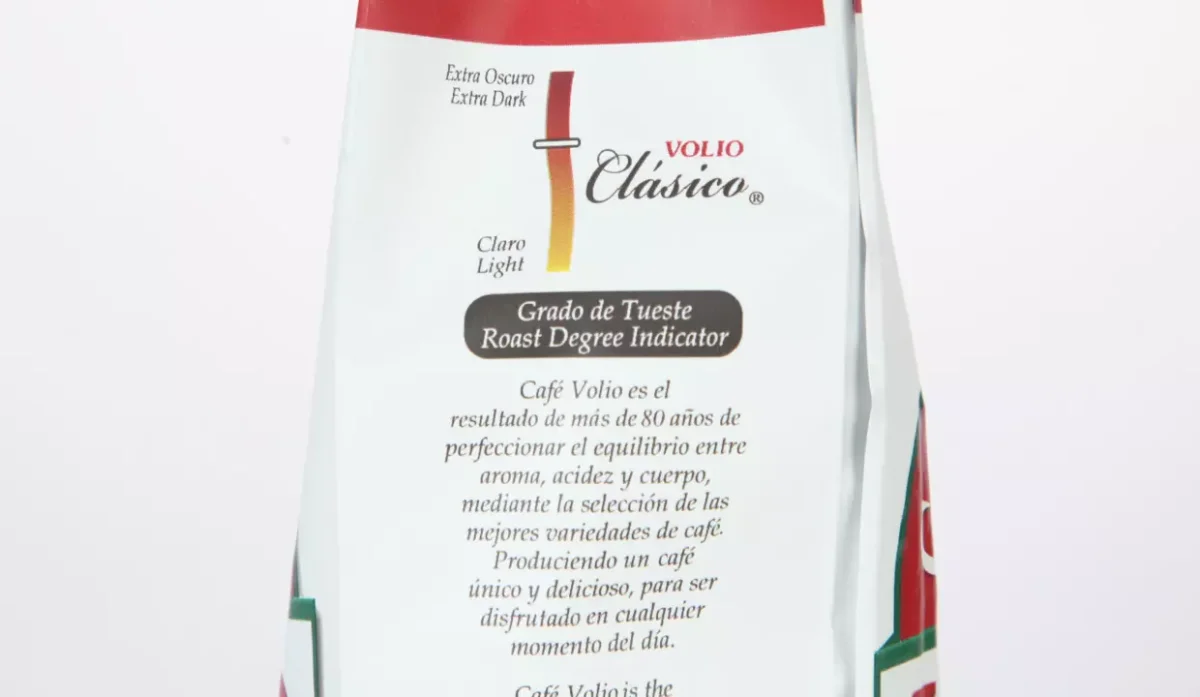 Extra Oscuro
Extra Dark
VOLIO
Clásico®
Claro
Light
Grado de Tueste
Roast Degree Indicator
Café Volio es el
resultado de más de 80 años de
perfeccionar el equilibrio entre
aroma, acidez y cuerpo,
mediante la selección de las
mejores variedades de café.
Produciendo un café
único y delicioso, para ser
disfrutado en cualquier
momento del día.
Café Volio is the